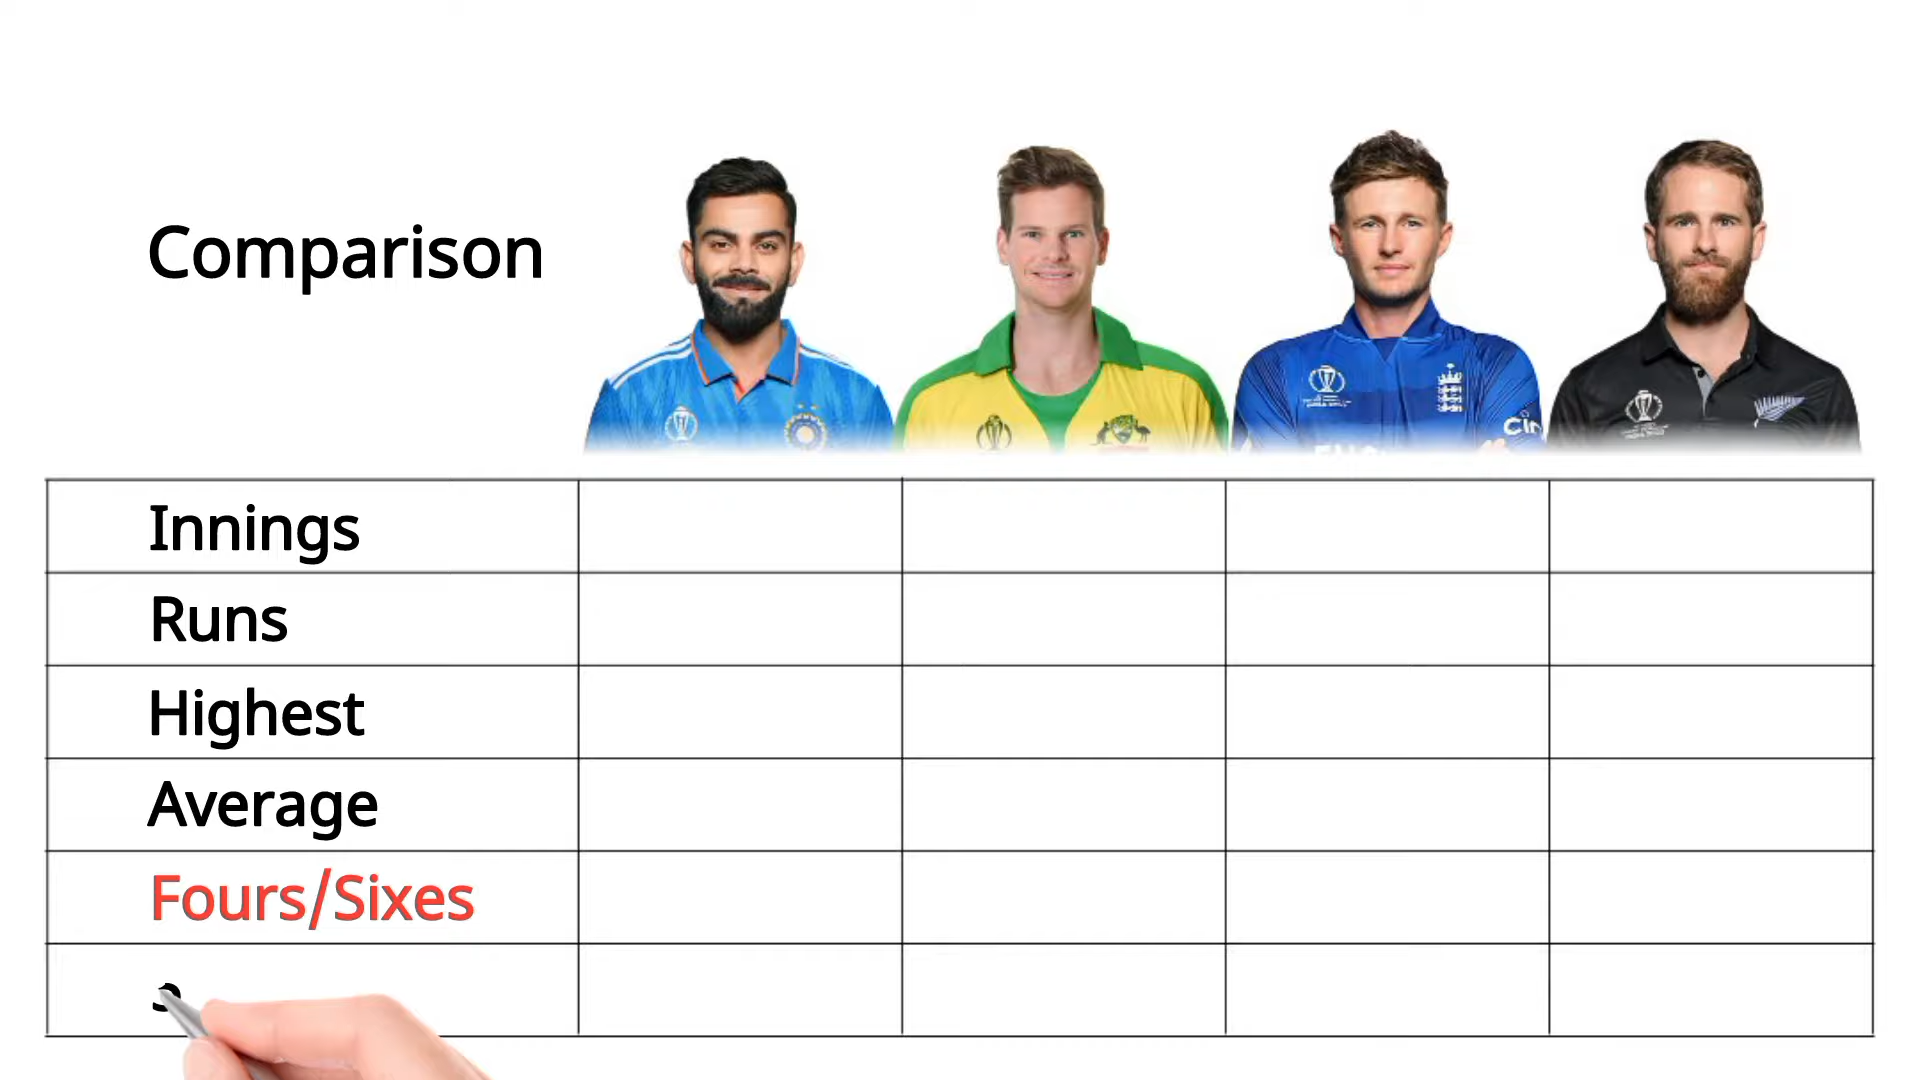 Comparison
Innings
Runs
Highest
Average
Fours/Sixes